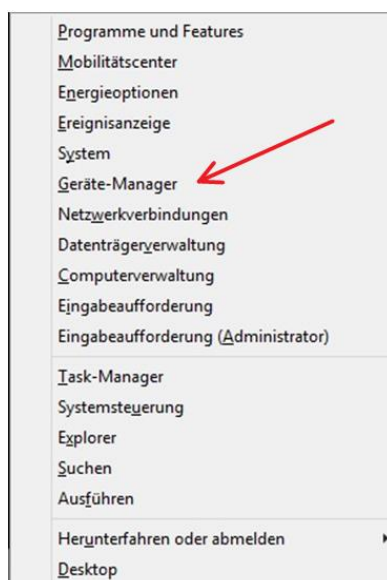 Programme und Features
Mobilitätscenter
Energieoptionen
Ereignisanzeige
System
Geräte-Manager
Netzwerkverbindungen
Datenträgerverwaltung
Computerverwaltung
Eingabeaufforderung
Eingabeaufforderung (Administrator)
Task-Manager
Systemsteuerung
Explorer
Suchen
Ausführen
Herunterfahren oder abmelden
Desktop